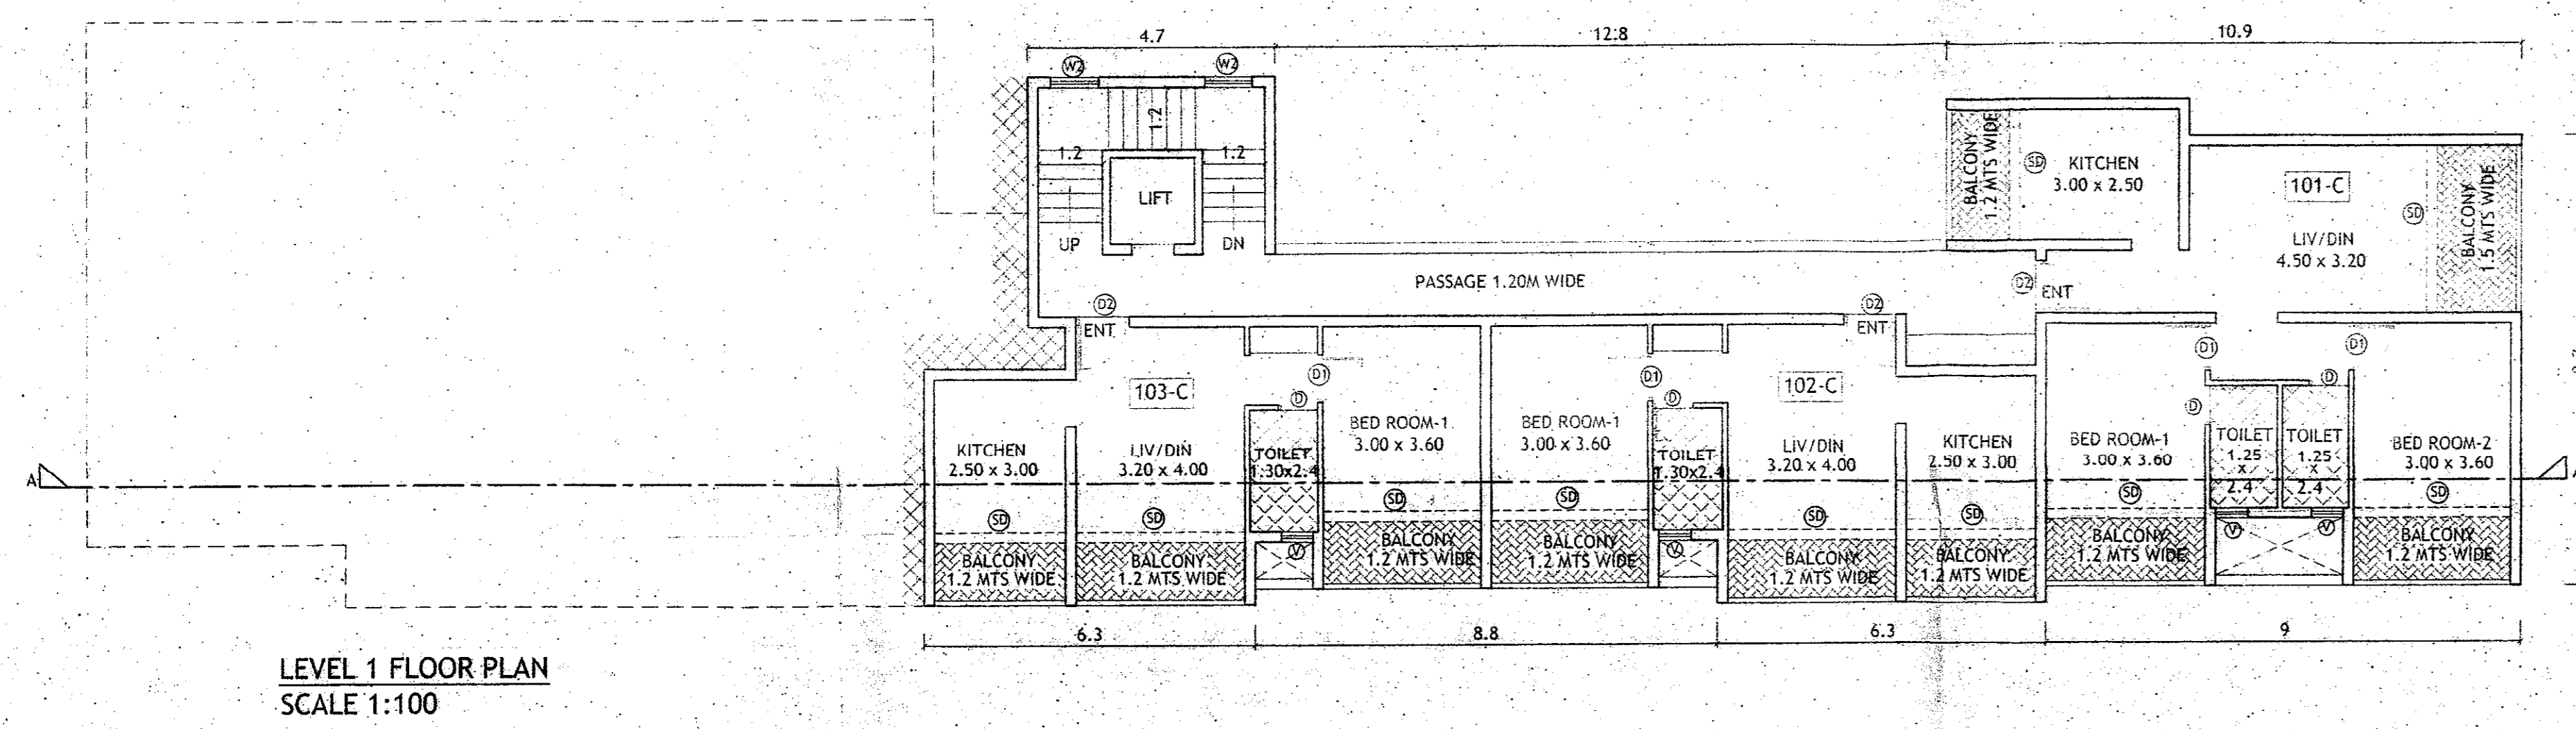 4.7
12.8
10.9
W2
W2
1.2
1.2
1.2
LIFT
UP
DN
BALCONY
1.2 MTS WIDE
SD
KITCHEN
3.00 x 2.50
101-C
SD
BALCONY
1.5 MTS WIDE
LIV/DIN
4.50 x 3.20
PASSAGE 1.20M WIDE
D2
ENT
D2
ENT
D2
ENT
103-C
D1
D
D1
D
102-C
D1
D1
D
D
KITCHEN
2.50 x 3.00
LIV/DIN
3.20 x 4.00
TOILET
1.30x2.4
BED ROOM-1
3.00 x 3.60
BED ROOM-1
3.00 x 3.60
TOILET
1.30x2.4
LIV/DIN
3.20 x 4.00
KITCHEN
2.50 x 3.00
BED ROOM-1
3.00 x 3.60
TOILET
1.25
x
2.4
TOILET
1.25
x
2.4
BED ROOM-2
3.00 x 3.60
A
A
SD
SD
SD
SD
SD
SD
SD
SD
BALCONY
1.2 MTS WIDE
BALCONY
1.2 MTS WIDE
V
BALCONY
1.2 MTS WIDE
BALCONY
1.2 MTS WIDE
V
BALCONY
1.2 MTS WIDE
BALCONY
1.2 MTS WIDE
BALCONY
1.2 MTS WIDE
V
V
BALCONY
1.2 MTS WIDE
6.3
8.8
6.3
9
LEVEL 1 FLOOR PLAN
SCALE 1:100